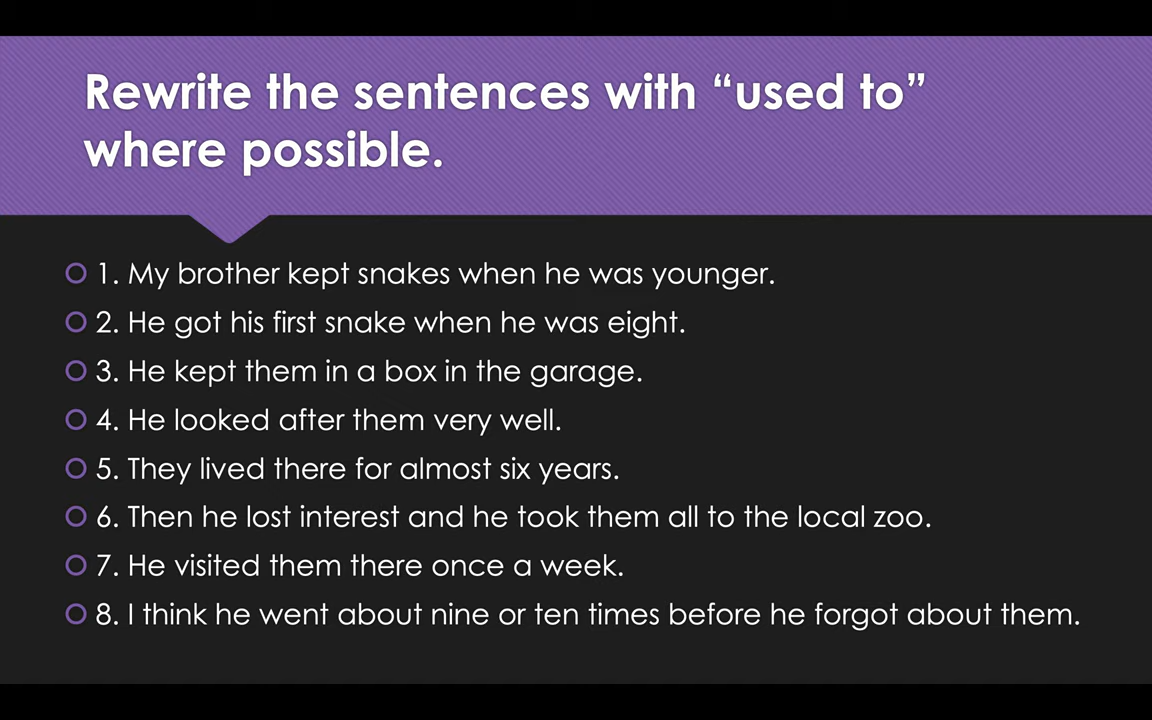 Rewrite the sentences with “used to”
where possible.
1. My brother kept snakes when he was younger.
2. He got his first snake when he was eight.
3. He kept them in a box in the garage.
4. He looked after them very well.
5. They lived there for almost six years.
6. Then he lost interest and he took them all to the local zoo.
7. He visited them there once a week.
8. I think he went about nine or ten times before he forgot about them.